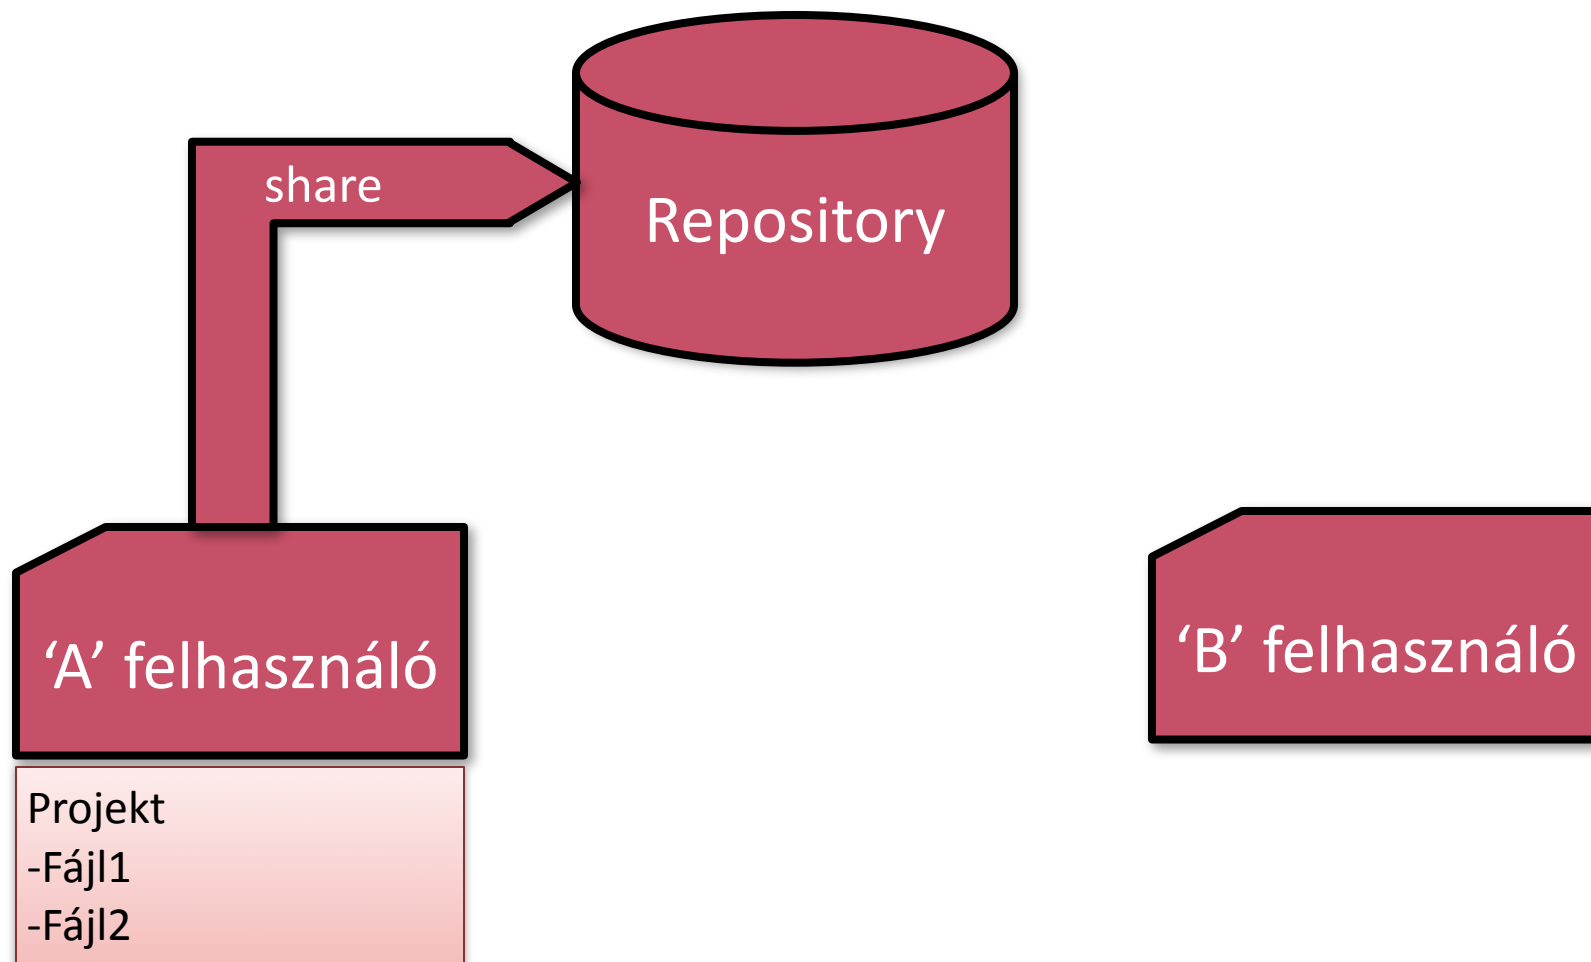 share
Repository
‘A’ felhasználó
‘B’ felhasználó
Projekt
-Fájl1
-Fájl2